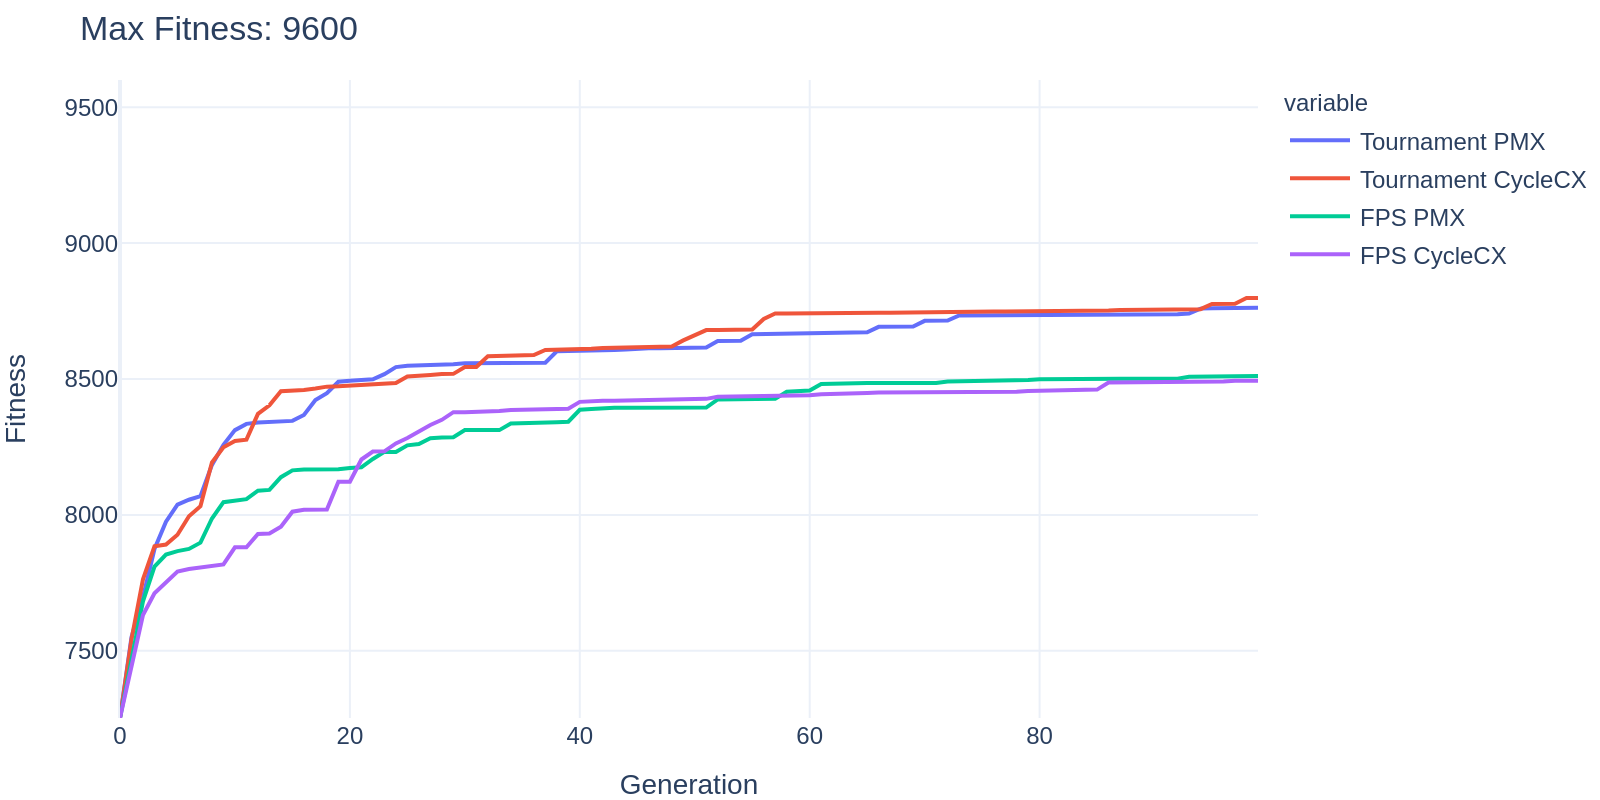 Max Fitness: 9600
9500
9000
8500
8000
7500
Fitness
0
20
40
60
80
Generation
variable
Tournament PMX
Tournament CycleCX
FPS PMX
FPS CycleCX